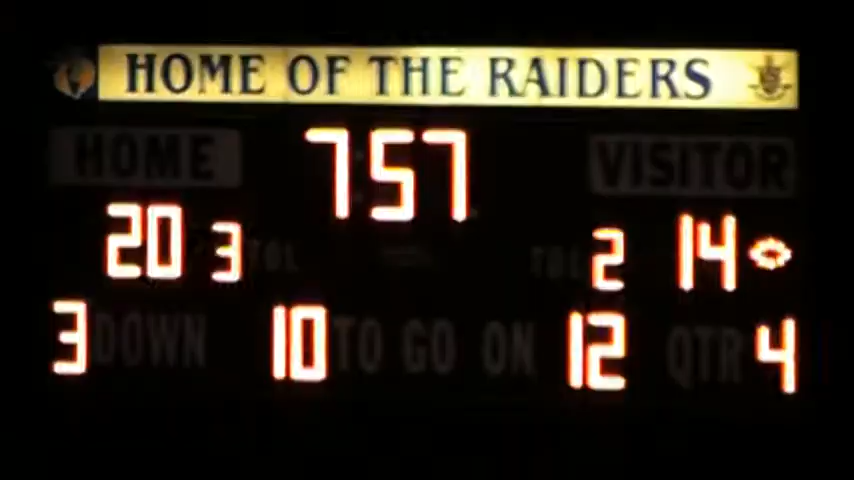 HOME OF THE RAIDERS
HOME 7:57 VISITOR
20 3 TOL TOL 2 14
3 DOWN 10 TO GO ON 12 QTR 4